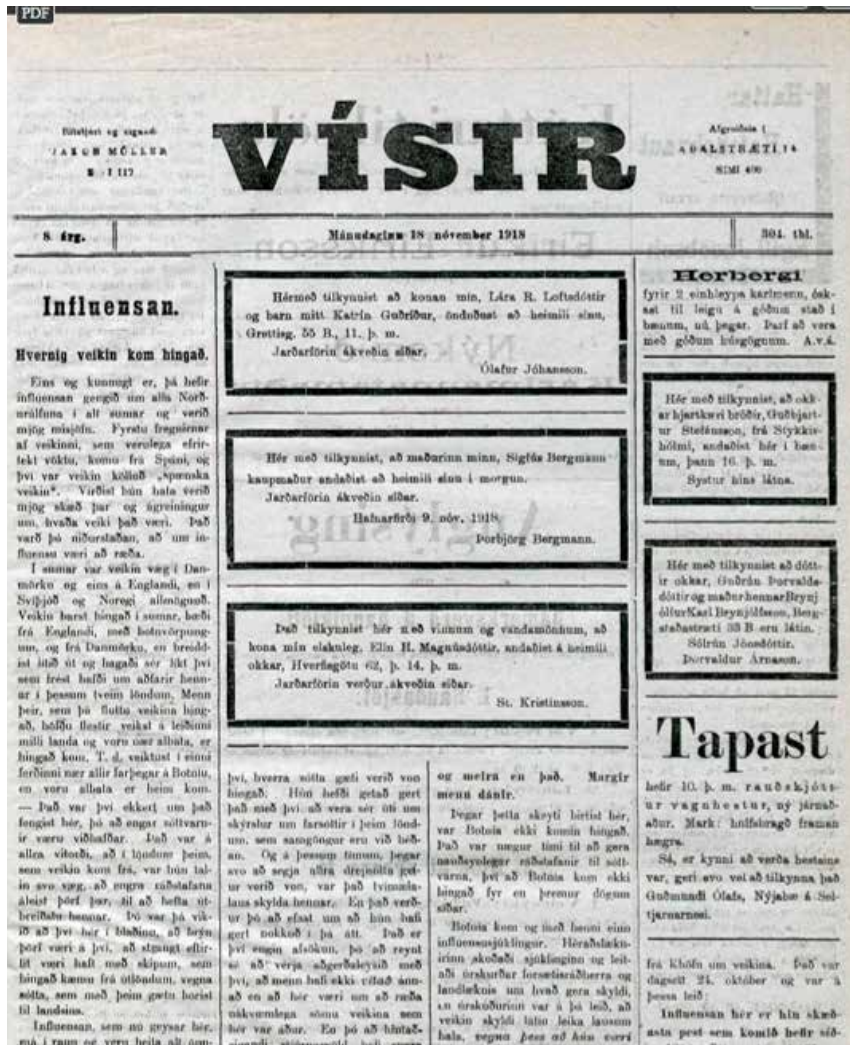 PDF
Ritstjóri og eigandi
JAKOB MÖLLER
VÍSIR
Afgreiðsla í
AÐALSTRÆTI 14
SIMI 400
8. árg.
Mánudaginn 18 nóvember 1918
304. tbl.
Influensan.
Hvernig veikin kom hingað.
Eins og kunnugt er, þá hefir
influensan gengið um alla Norð-
urálfuna í alt sumar og verið
mjög misjöfn. Fyrstu fregnirnar
af veikinni, sem verulega eftir-
tekt vöktu, komu frá Spáni, og
því var veikin kölluð „spænska
veikin“. Virðist hún hafa verið
mjög skæð þar og ágreiningur
um, hvaða veiki það væri. Það
varð þó niðurstaðan, að um in-
fluensu væri að ræða.
Í sumar var veikin væg í Dan-
mörku og eins á Englandi, en í
Svíþjóð og Noregi allmögnuð.
Veikin barst hingað í sumar, bæði
frá Englandi, með botnvörpung-
um, og frá Danmörku, en breidd-
ist lítið út og hagaði sér líkt því
sem frest hafði um aðfarir henn-
ar í þessum tveim löndum. Menn
þeir, sem þá fluttu veikina hing-
að, höfðu flestir veikst á leiðinni
milli landa og voru nær albata, er
hingað kom. T. d. veiktust í einni
ferðinni nær allir farþegar á Botníu,
en voru albata er heim kom.
— Það var því ekkert um það
fengist hér, þó að engar sóttvarn-
ir væru viðhafðar. Það var á
allra vitorði, að í löndum þeim,
sem veikin kom frá, var hún tal-
in svo væg, að engra ráðstafana
áleist þörf þar, til að hefta út-
breiðslu hennar. Þó var þá vik-
ið að því hér í blaðinu, að brýn
þörf væri á því, að strangt eftir-
lit væri haft með skipum, sem
hingað kæmu frá útlöndum, vegna
sótta, sem með þeim gætu borist
til landsins.
Influensan, sem nú geysar hér,
má í raun og veru heita alt önn-
Hérmeð tilkynnist að konan mín, Lára R. Loftsdóttir
og barn mitt Katrín Guðríður, önduðust að heimili sínu,
Grettisg. 55 B., 11. þ. m.
Jarðarförin ákveðin síðar.
Ólafur Jóhansson.
Hér með tilkynnist, að maðurinn minn, Sigfús Bergmann
kaupmaður andaðist að heimili sínu í morgun.
Jarðarförin ákveðin síðar.
Hafnarfirði 9. nóv. 1918
Þorbjörg Bergmann.
Það tilkynnist hér með vinum og vandamönnum, að
kona mín elskuleg, Elín H. Magnúsdóttir, andaðist á heimili
okkar, Hverfisgötu 62, þ. 14. þ. m.
Jarðarförin verður ákveðin síðar.
St. Kristinsson.
því, hverra sótta gæti verið von
hingað. Hún hefði getað gert
það með því að vera sér úti um
skýrslur um farsóttir í þeim lönd-
um, sem samgöngur eru við héð-
an. Og á þessum tímum, þegar
svo að segja allra drepsótta get-
ur verið von, var það tvímæla-
laus skylda hennar. En það verð-
ur þó að efast um að hún hafi
gert nokkuð í þá átt. Það er
því engin afsökun, þó að reynt
sé að verja aðgerðaleysið með
því, að menn hafi ekki vitað ann-
að en að hér væri um að ræða
nákvæmlega sömu veikina sem
hér var áður. En þó að hlutað-
og meira en það. Margir
menn dánir.
Þegar þetta skeyti birtist hér,
var Botnia ekki komin hingað.
Það var nægur tími til að gera
nauðsynlegar ráðstafanir til sótt-
varna, því að Botnia kom ekki
hingað fyr en þremur dögum
síðar.
Botnia kom og með henni einn
influensusjúklingur. Héraðslækn-
irinn skoðaði sjúklinginn og leit-
aði úrskurðar forsætisráðherra og
landlæknis um hvað gera skyldi,
en úrskurðurinn var á þá leið, að
veikin skyldi látin leika lausum
hala, vegna þess að hún væri
Herbergi
fyrir 2 einhleypa karlmenn, ósk-
ast til leigu á góðum stað í
bænum, nú þegar. Þarf að vera
með góðum húsgögnum. A.v.á.
Hér með tilkynnist, að okk-
ar hjartkæri bróðir, Guðbjart-
ur Stefánsson, frá Stykkis-
hólmi, andaðist hér í bæn-
um, þann 16. þ. m.
Systur hins látna.
Hér með tilkynnist að dótt-
ir okkar, Guðrún Þorvalds-
dóttir og maður hennar Brynj
ólfur Karl Brynjólfsson, Berg-
staðastræti 33 B eru látin.
Sólrún Jónsdóttir.
Þorvaldur Árnason.
Tapast
hefir 10. þ. m. rauðskjótt-
ur vagnhestur, ný járnað-
aður. Mark: hnífsbragð framan
hægra.
Sá, er kynni að verða hestsins
var, geri svo vel að tilkynna það
Guðmundi Ólafs, Nýjabæ á Sel-
tjarnarnesi.
frá Khöfn um veikina. Það var
dagsett 24. október og var á
þessa leið:
Influensan hér er hin skæð-
asta pest sem komið hefir síð-